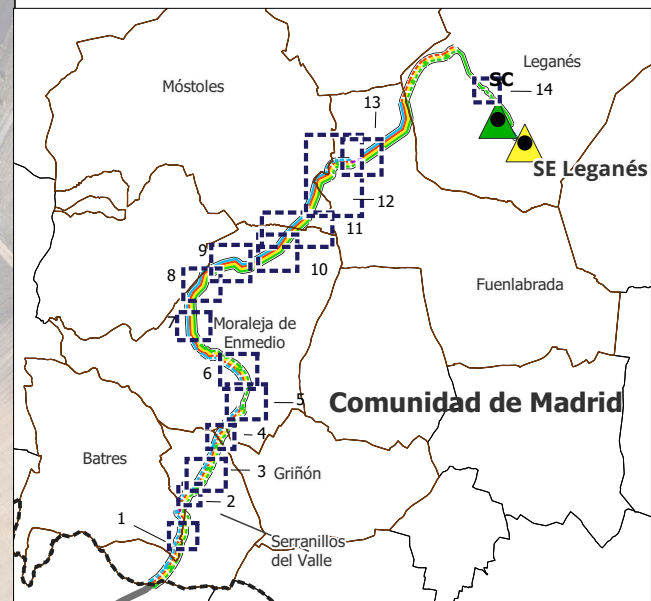 Leganés
SC
Móstoles
14
13
SE Leganés
12
11
9
10
8
Fuenlabrada
7
Moraleja de
Enmedio
6
5
Comunidad de Madrid
4
Batres
3
Griñón
2
1
Serranillos
del Valle